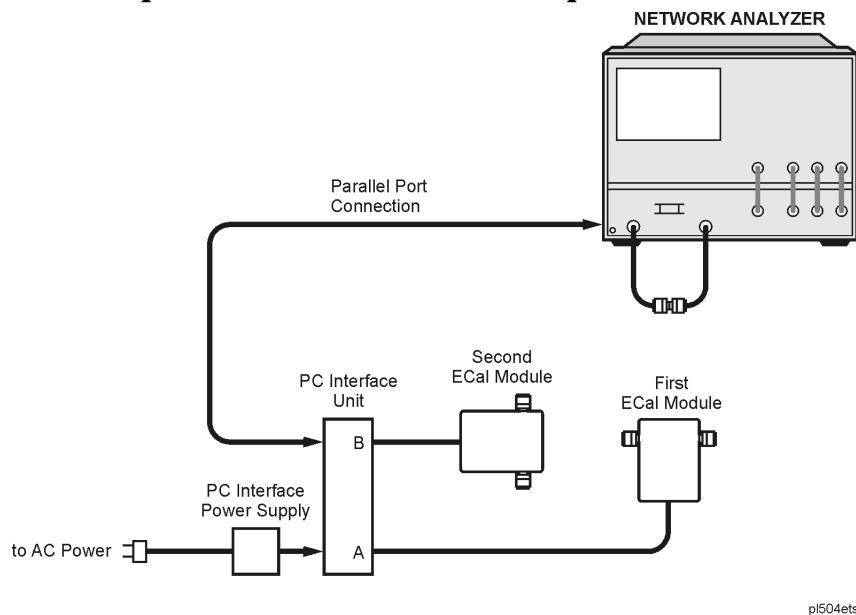 NETWORK ANALYZER
Parallel Port
Connection
Second
ECal Module
PC Interface
Unit
First
ECal Module
B
PC Interface
Power Supply
to AC Power
A
pl504ets